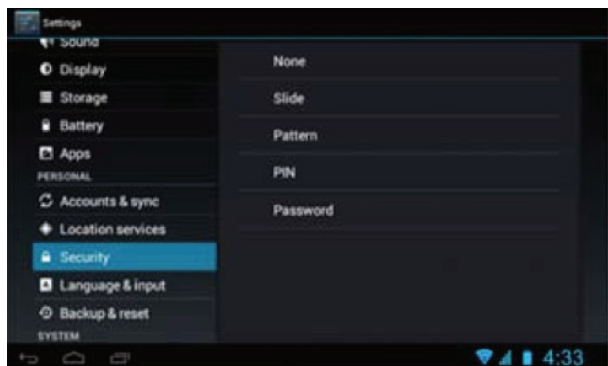 Settings
Sound
Display
Storage
Battery
Apps
PERSONAL
Accounts & sync
Location services
Security
Language & input
Backup & reset
SYSTEM
None
Slide
Pattern
PIN
Password
4:33